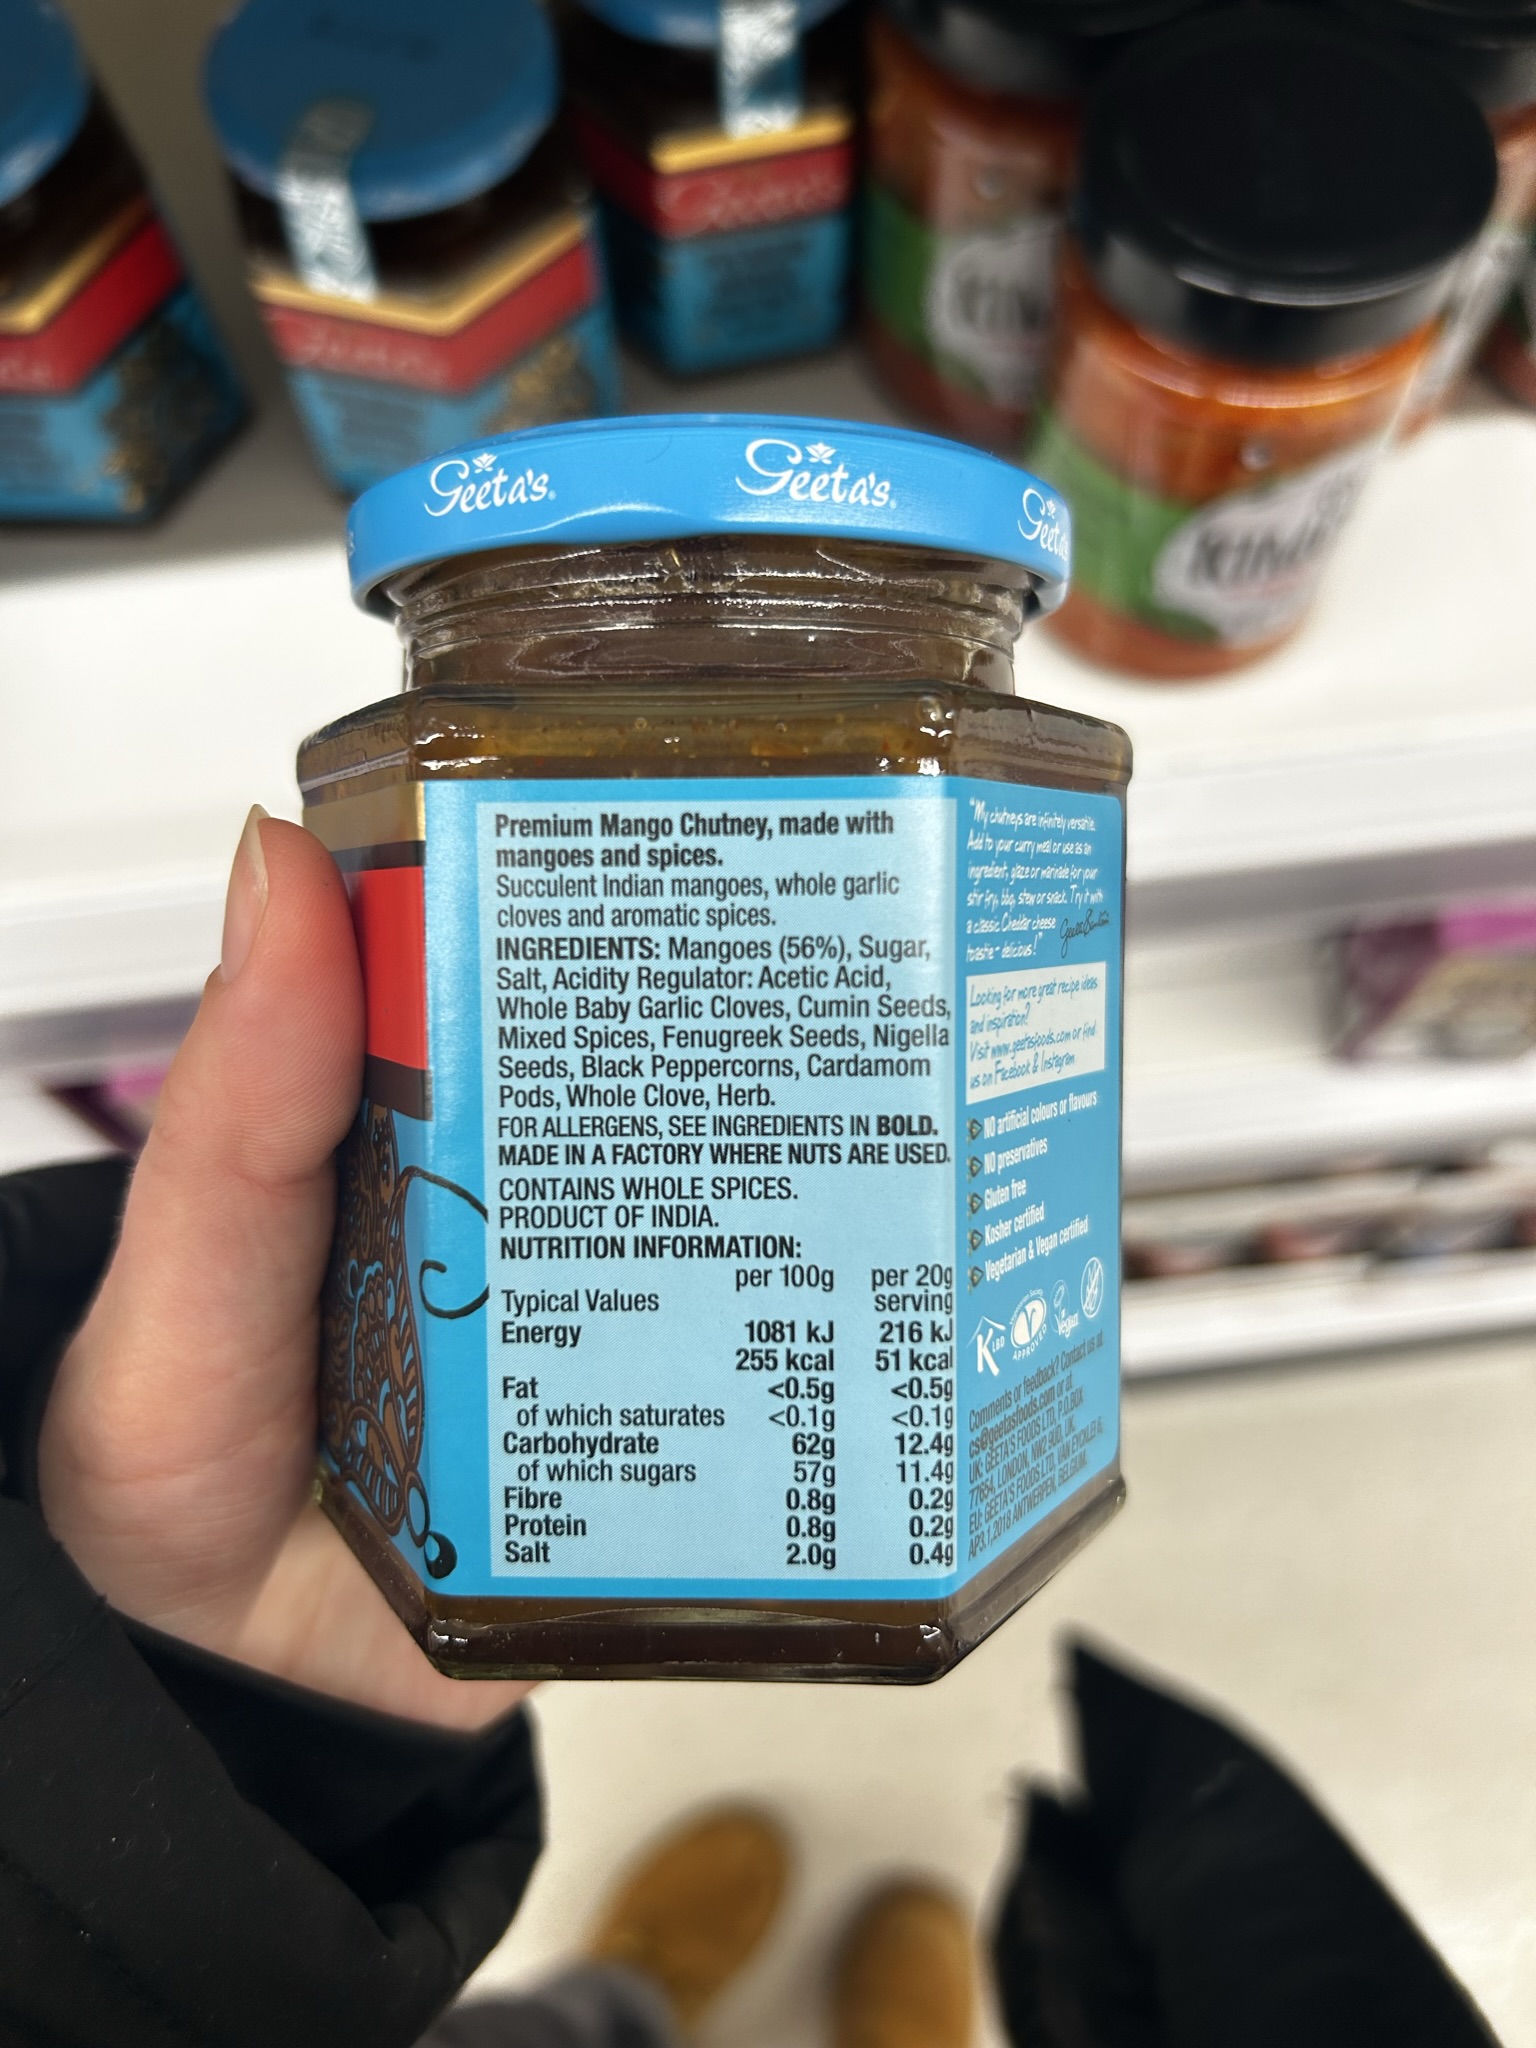 Geeta's.
Geeta's.
Geeta's
Premium Mango Chutney, made with
mangoes and spices.
Succulent Indian mangoes, whole garlic
cloves and aromatic spices.
INGREDIENTS: Mangoes (56%), Sugar,
Salt, Acidity Regulator: Acetic Acid,
Whole Baby Garlic Cloves, Cumin Seeds,
Mixed Spices, Fenugreek Seeds, Nigella
Seeds, Black Peppercorns, Cardamom
Pods, Whole Clove, Herb.
FOR ALLERGENS, SEE INGREDIENTS IN BOLD.
MADE IN A FACTORY WHERE NUTS ARE USED.
CONTAINS WHOLE SPICES.
PRODUCT OF INDIA.
NUTRITION INFORMATION:
per 100g per 20g
Typical Values serving
Energy 1081 kJ 216 kJ
255 kcal 51 kcal
Fat <0.5g <0.5g
of which saturates <0.1g <0.1g
Carbohydrate 62g 12.4g
of which sugars 57g 11.4g
Fibre 0.8g 0.2g
Protein 0.8g 0.2g
Salt 2.0g 0.4g
"My chutneys are infinitely versatile.
Add to your curry meal or use as an
ingredient, glaze or marinade for your
stir fry, bbq, stew or snack. Try it with
a classic Cheddar cheese
toastie - delicious!"
Looking for more great recipe ideas
and inspiration?
Visit www.geetasfoods.com or find
us on Facebook & Instagram
NO artificial colours or flavours
NO preservatives
Gluten free
Kosher certified
Vegetarian & Vegan certified
K LBD
V
APPROVED
Vegan
Comments or feedback? Contact us at
cs@geetasfoods.com or at
UK: GEETA'S FOODS LTD, P.O.BOX
77684, LONDON, NW2 9UD, UK.
EU: GEETA'S FOODS LTD, VAN EYCKLEI 6,
AP3.1, 2018 ANTWERPEN, BELGIUM.